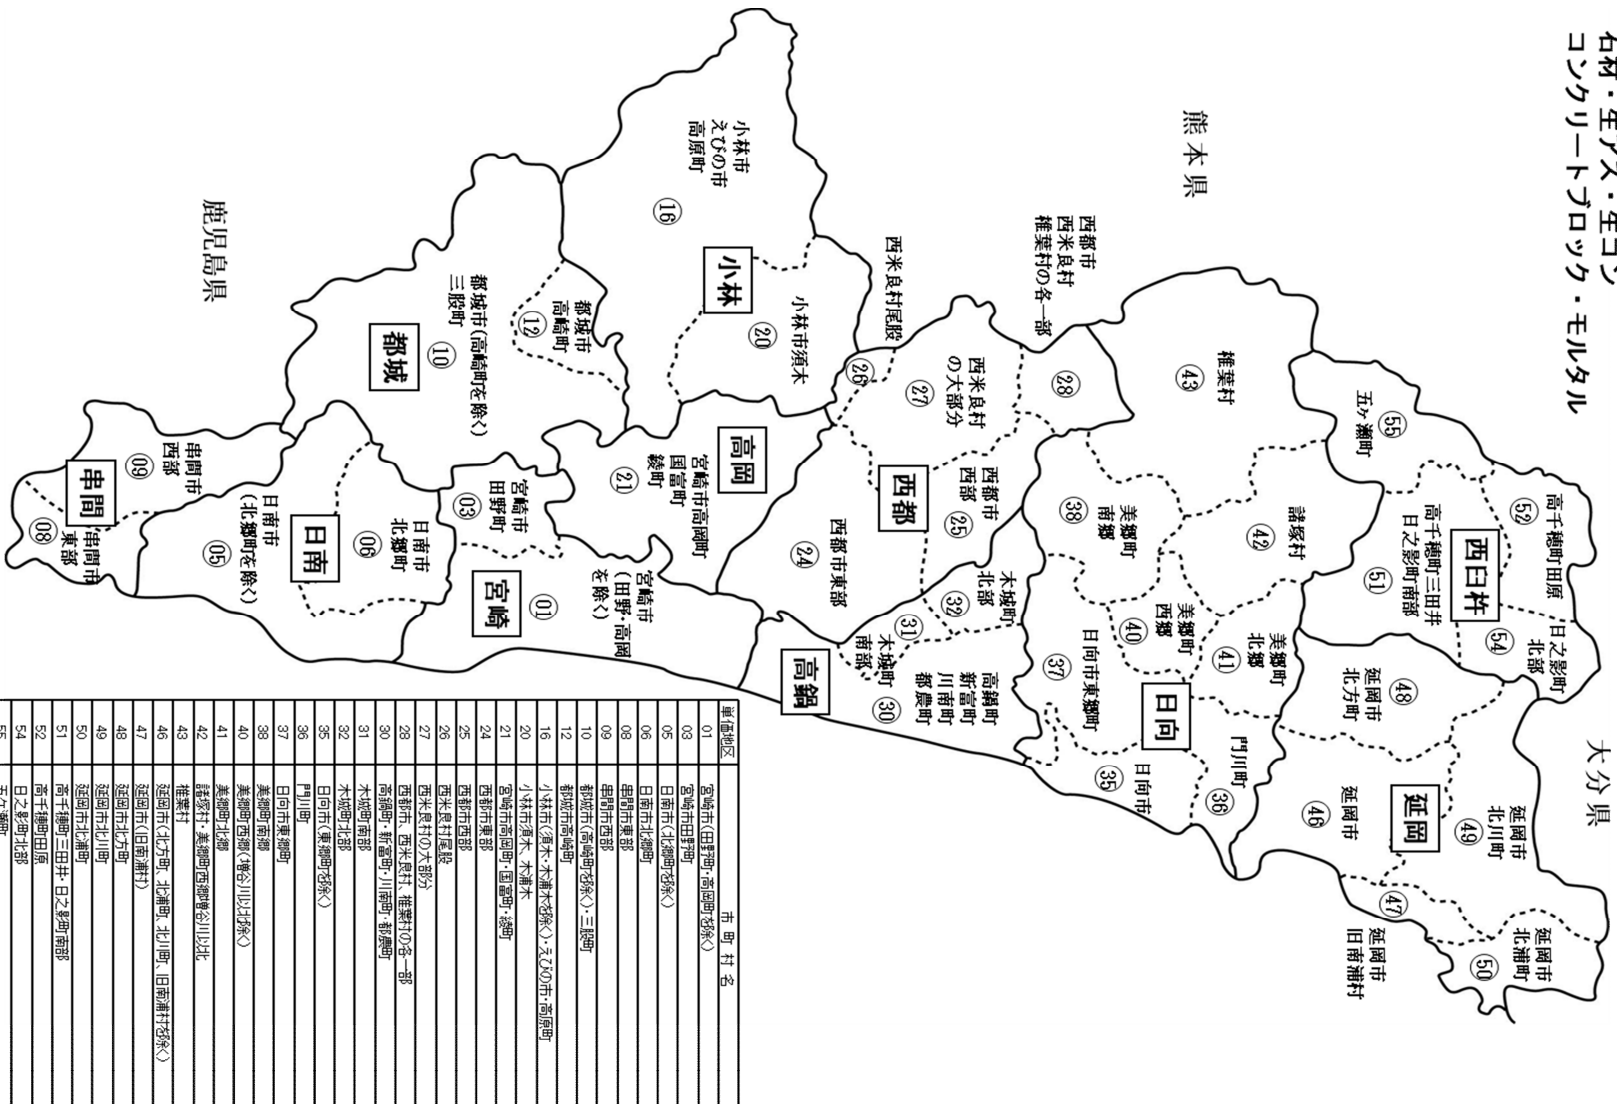 石材・生アス・生コン
コンクリートブロック・モルタル
大分県
熊本県
鹿児島県
高千穂町田原
52
日之影町
北部
54
西臼杵
五ヶ瀬町
55
高千穂町三田井
日之影町南部
51
延岡市
北川町
49
延岡市
北浦町
50
延岡市
北方町
48
延岡
延岡市
46
47
延岡市
旧南浦村
椎葉村
43
諸塚村
42
美郷町
北郷
41
門川町
36
美郷町
西郷
40
日向
美郷町
南郷
38
日向市東郷町
37
日向市
35
西都市
西米良村
椎葉村の各一部
28
西米良村
の大部分
27
西米良村尾股
26
西都市
西部
25
西都
西都市東部
24
木城町
北部
32
31
木城町
南部
高鍋町
新富町
川南町
都農町
30
高鍋
小林市
えびの市
高原町
16
小林
小林市須木
20
高岡
宮崎市高岡町
国富町
綾町
21
都城市
高崎町
12
都城市(高崎町を除く)
三股町
10
都城
宮崎市
田野町
03
宮崎市
(田野・高岡
を除く)
01
宮崎
日南市
北郷町
06
日南
日南市
(北郷町を除く)
05
串間市
西部
09
串間
串間市
東部
08
単価地区 市町村名
01 宮崎市(田野町・高岡町を除く)
03 宮崎市田野町
05 日南市(北郷町を除く)
06 日南市北郷町
08 串間市東部
09 串間市西部
10 都城市(高崎町を除く)・三股町
12 都城市高崎町
16 小林市(須木・木浦木を除く)・えびの市・高原町
20 小林市須木、木浦木
21 宮崎市高岡町・国富町・綾町
24 西都市東部
25 西都市西部
26 西米良村尾股
27 西米良村の大部分
28 西都市、西米良村、椎葉村の各一部
30 高鍋町・新富町・川南町・都農町
31 木城町南部
32 木城町北部
35 日向市(東郷町を除く)
36 門川町
37 日向市東郷町
38 美郷町南郷
40 美郷町西郷(増谷川以北除く)
41 美郷町北郷
42 諸塚村・美郷町西郷増谷川以北
43 椎葉村
46 延岡市(北方町、北浦町、北川町、旧南浦村を除く)
47 延岡市(旧南浦村)
48 延岡市北方町
49 延岡市北川町
50 延岡市北浦町
51 高千穂町三田井・日之影町南部
52 高千穂町田原
54 日之影町北部
55 五ヶ瀬町